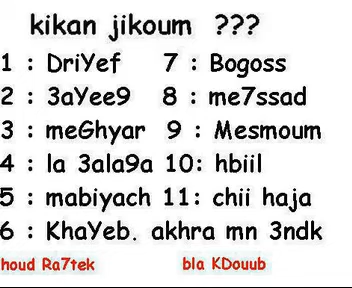 kikan jikoum ???
1 : DriYef 7 : Bogoss
2 : 3aYee9 8 : me7ssad
3 : meGhyar 9 : Mesmoum
4 : la 3ala9a 10: hbiil
5 : mabiyach 11: chii haja
6 : KhaYeb. akhra mn 3ndk
houd Ra7tek bla KDouub